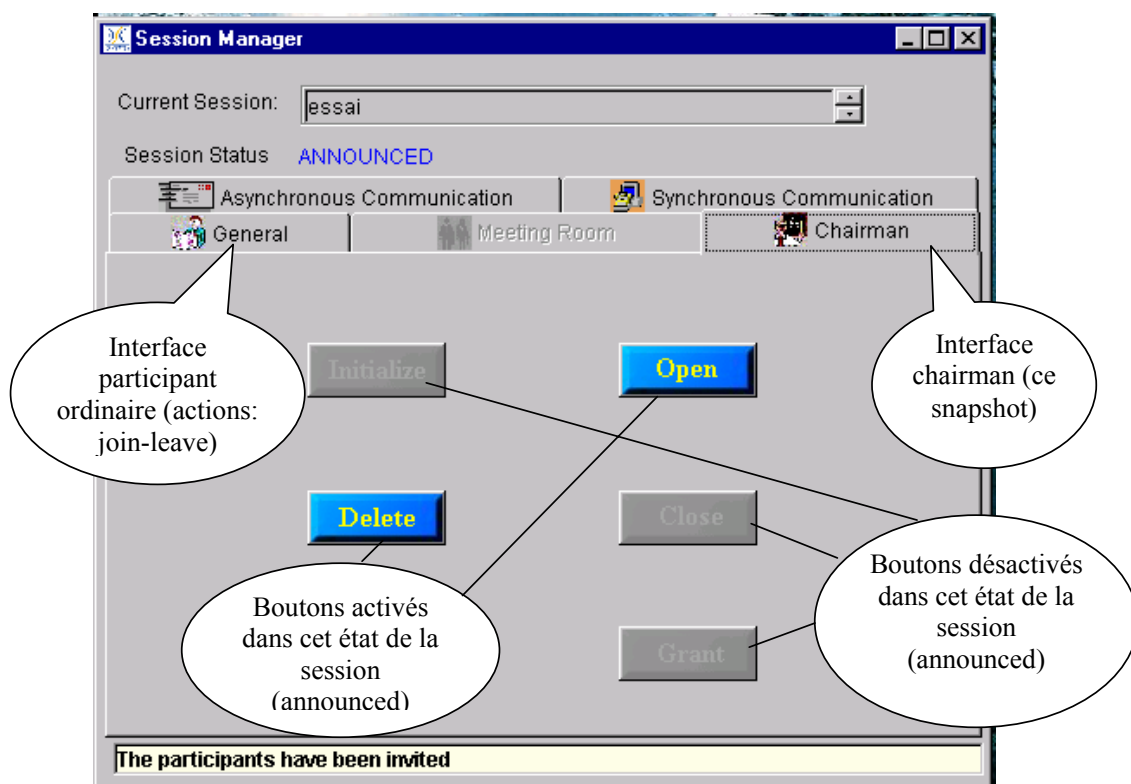 Session Manager
Current Session: essai
Session Status ANNOUNCED
Asynchronous Communication Synchronous Communication
General Meeting Room Chairman
Interface
participant
ordinaire (actions:
join-leave)
Interface
chairman (ce
snapshot)
Initialize Open
Delete Close
Boutons activés
dans cet état de la
session
(announced)
Boutons désactivés
dans cet état de la
session
(announced)
Grant
The participants have been invited